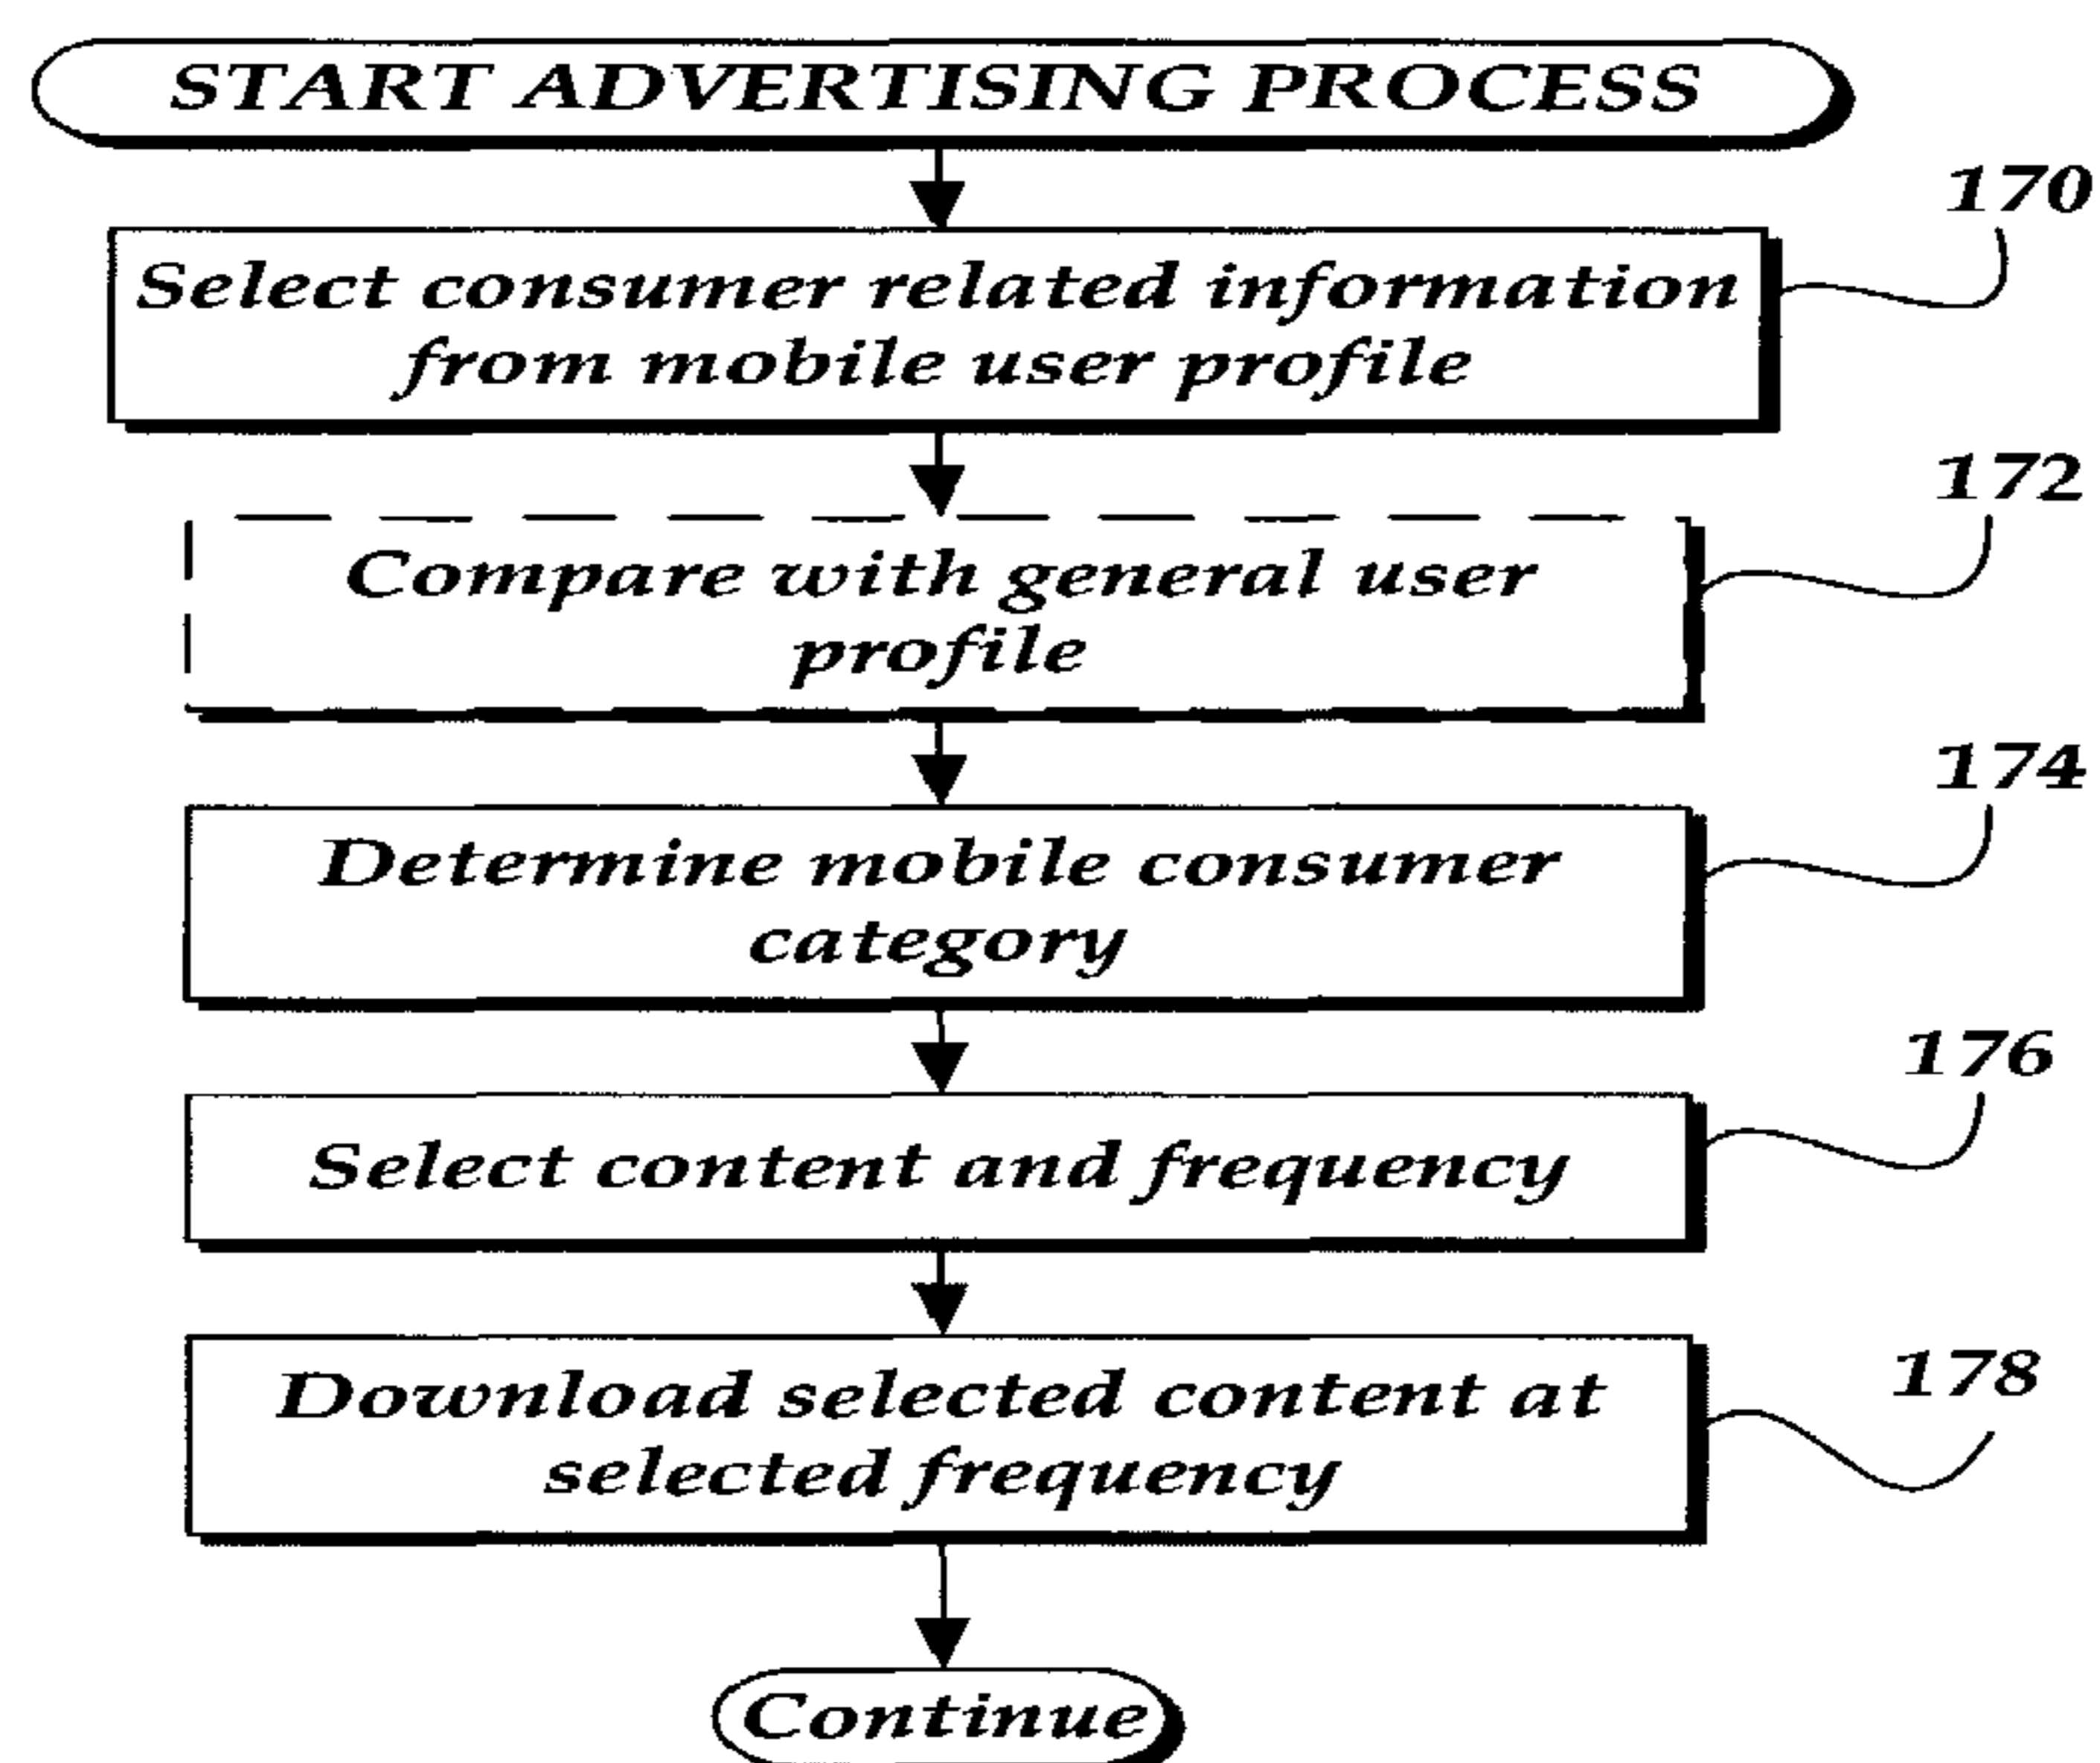 START ADVERTISING PROCESS
170
Select consumer related information
from mobile user profile
172
Compare with general user
profile
174
Determine mobile consumer
category
176
Select content and frequency
178
Download selected content at
selected frequency
Continue